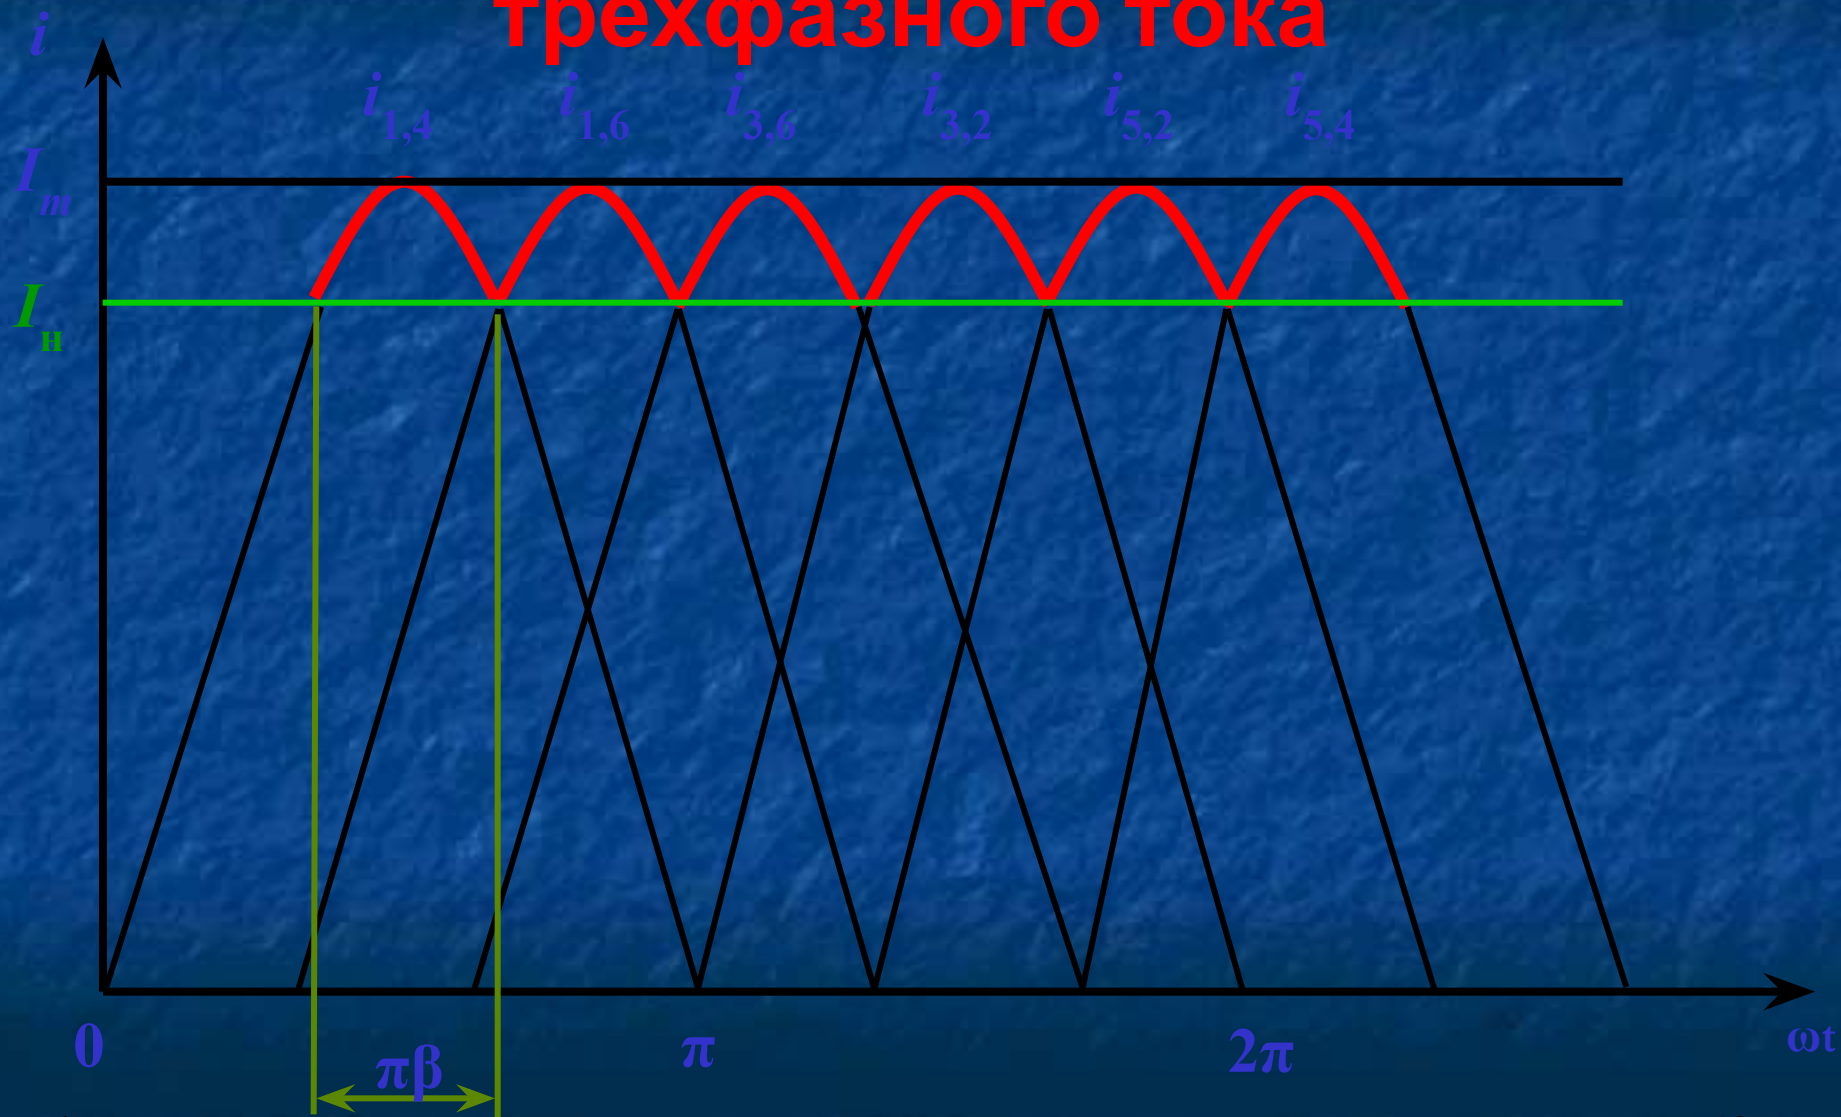 трехфазного тока
i
i1,4 i1,6 i3,6 i3,2 i5,2 i5,4
Im
Iн
0 π 2π ωt
πβ